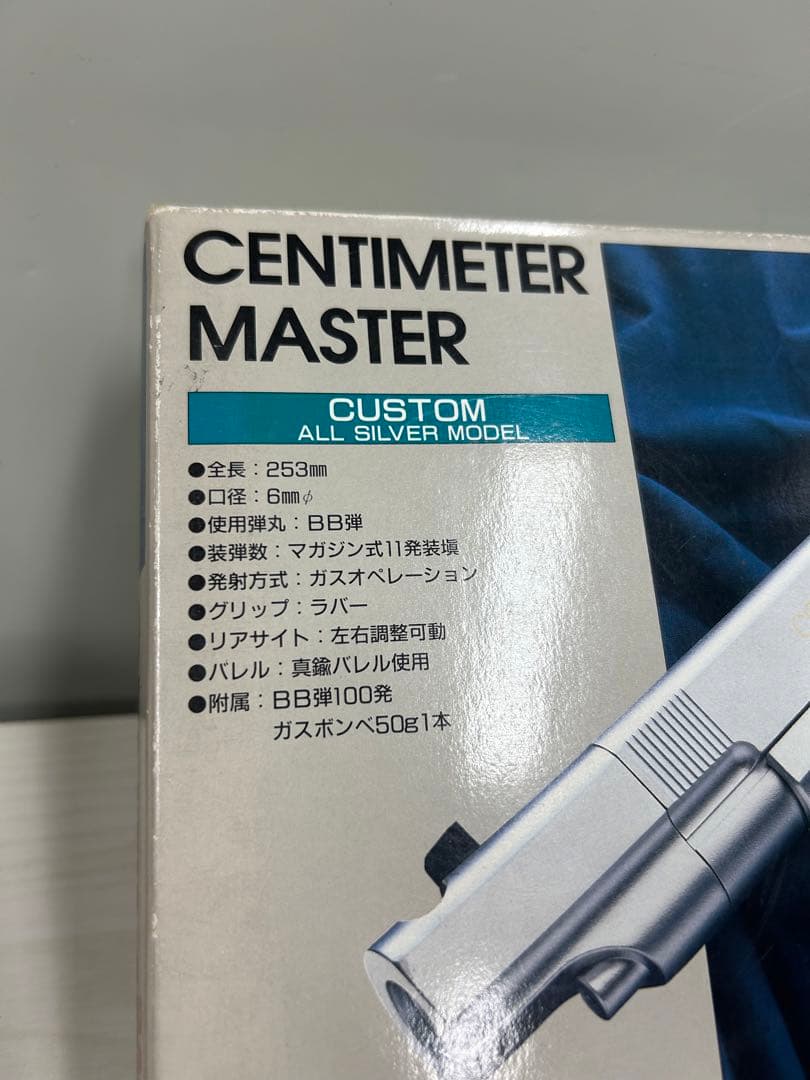 CENTIMETER
MASTER
CUSTOM
ALL SILVER MODEL
●全長：253㎜
●口径：6㎜φ
●使用弾丸：BB弾
●装弾数：マガジン式11発装塡
●発射方式：ガスオペレーション
●グリップ：ラバー
●リアサイト：左右調整可動
●バレル：真鍮バレル使用
●附属：BB弾100発
ガスボンベ50g1本